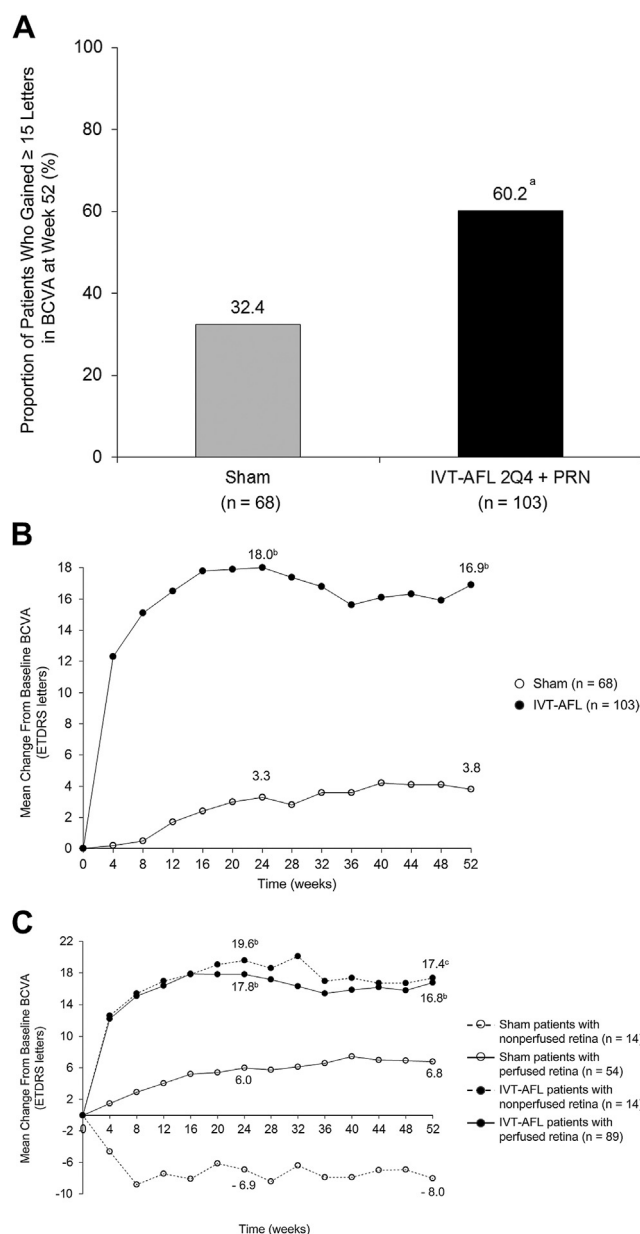 A
Proportion of Patients Who Gained ≥ 15 Letters
in BCVA at Week 52 (%)
100
80
60
40
20
0
32.4
60.2 a
Sham
(n = 68)
IVT-AFL 2Q4 + PRN
(n = 103)
B
Mean Change From Baseline BCVA
(ETDRS letters)
18
16
14
12
10
8
6
4
2
0
18.0b
16.9b
3.3
3.8
Sham (n = 68)
IVT-AFL (n = 103)
0 4 8 12 16 20 24 28 32 36 40 44 48 52
Time (weeks)
C
Mean Change From Baseline BCVA
(ETDRS letters)
22
18
14
10
6
2
-2
-6
-10
19.6b
17.4c
17.8b
16.8b
6.0
6.8
0 4 8 12 16 20 24 28 32 36 40 44 48 52
- 6.9
- 8.0
Sham patients with
nonperfused retina (n = 14)
Sham patients with
perfused retina (n = 54)
IVT-AFL patients with
nonperfused retina (n = 14)
IVT-AFL patients with
perfused retina (n = 89)
Time (weeks)